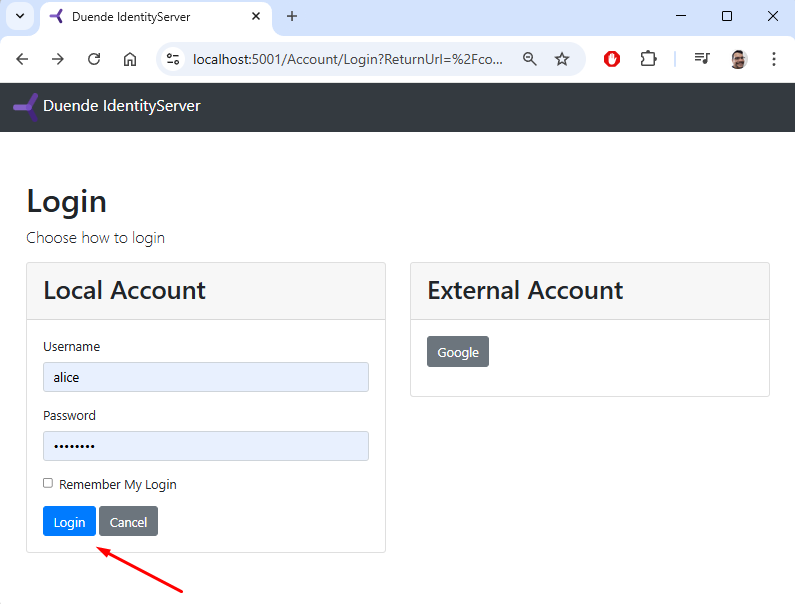 Duende IdentityServer
localhost:5001/Account/Login?ReturnUrl=%2Fco...
Duende IdentityServer
Login
Choose how to login
Local Account
Username
alice
Password
••••••••
Remember My Login
Login Cancel
External Account
Google